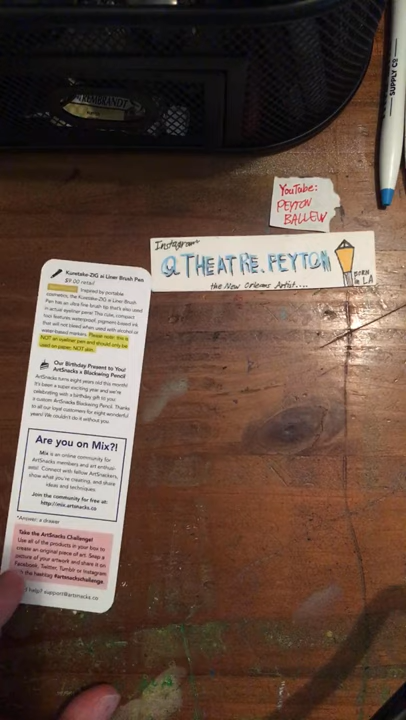 REMBRANDT
SUPPLY CO
YouTube:
PEYTON
BALLEW
Instagram
@THEATRE.PEYTON
the New Orleans Artist....
BORN
in LA
Kuretake-ZIG ai Liner Brush Pen
$9.00 retail
Inspired by portable
cosmetics, the Kuretake-ZIG ai Liner Brush
Pen has an ultra-fine brush tip that's also used
in actual eyeliner pens! This cute, compact
tool features waterproof, pigment-based ink
that will not bleed when used with alcohol or
water-based markers. Please note: this is
NOT an eyeliner pen and should only be
used on paper, NOT skin.
Our Birthday Present to You!
ArtSnacks x Blackwing Pencil
ArtSnacks turns eight years old this month!
It's been a super exciting year and we're
celebrating with a birthday gift to you:
a custom ArtSnacks Blackwing Pencil. Thanks
to all our loyal customers for eight wonderful
years! We couldn't do it without you.
Are you on Mix?!
Mix is an online community for
ArtSnacks members and art enthusi-
asts! Connect with fellow ArtSnackers,
show what you're creating, and share
ideas and techniques.
Join the community for free at:
http://mix.artsnacks.co
*Answer: a drawer
Take the ArtSnacks Challenge!
Use all of the products in your box to
create an original piece of art. Snap a
picture of your artwork and share it on
Facebook, Twitter, Tumblr or Instagram
the hashtag #artsnackschallenge
help? support@artsnacks.co